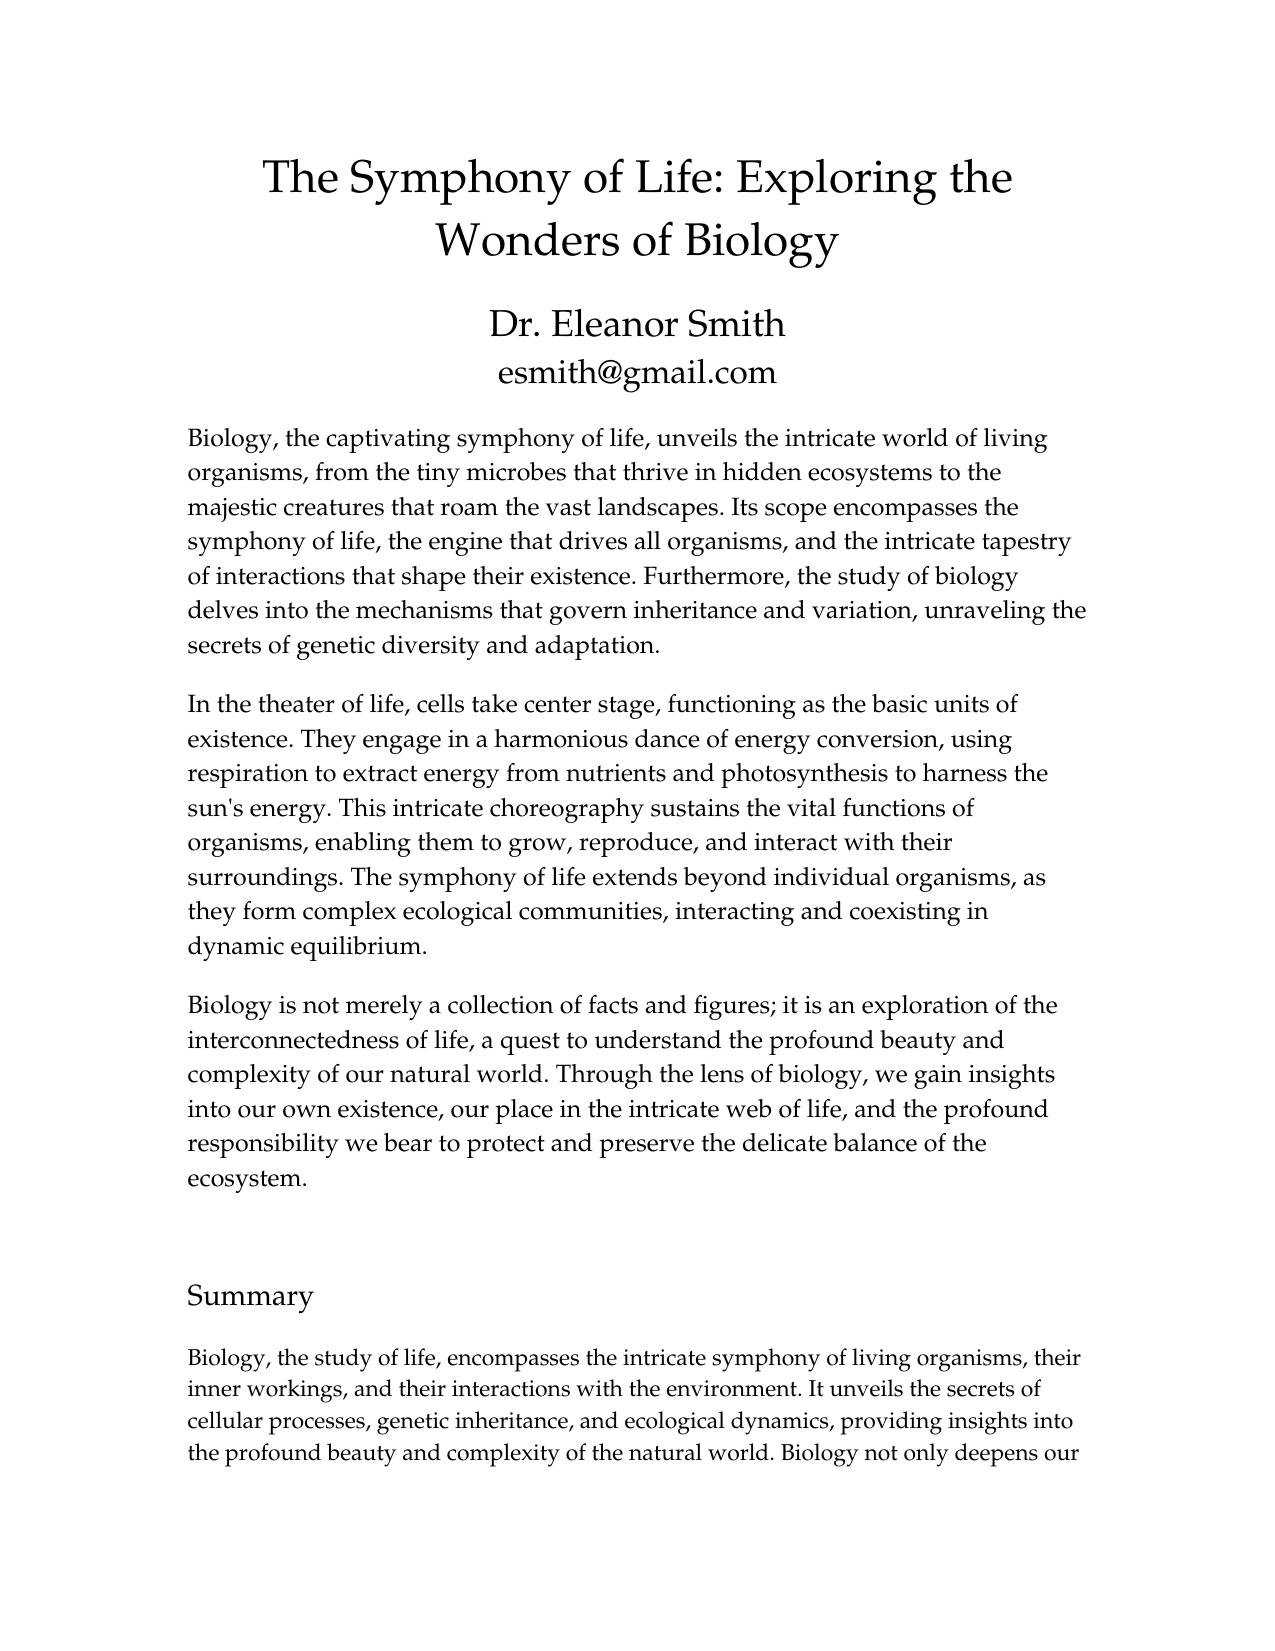 The Symphony of Life: Exploring the
Wonders of Biology
Dr. Eleanor Smith
esmith@gmail.com
Biology, the captivating symphony of life, unveils the intricate world of living
organisms, from the tiny microbes that thrive in hidden ecosystems to the
majestic creatures that roam the vast landscapes. Its scope encompasses the
symphony of life, the engine that drives all organisms, and the intricate tapestry
of interactions that shape their existence. Furthermore, the study of biology
delves into the mechanisms that govern inheritance and variation, unraveling the
secrets of genetic diversity and adaptation.
In the theater of life, cells take center stage, functioning as the basic units of
existence. They engage in a harmonious dance of energy conversion, using
respiration to extract energy from nutrients and photosynthesis to harness the
sun's energy. This intricate choreography sustains the vital functions of
organisms, enabling them to grow, reproduce, and interact with their
surroundings. The symphony of life extends beyond individual organisms, as
they form complex ecological communities, interacting and coexisting in
dynamic equilibrium.
Biology is not merely a collection of facts and figures; it is an exploration of the
interconnectedness of life, a quest to understand the profound beauty and
complexity of our natural world. Through the lens of biology, we gain insights
into our own existence, our place in the intricate web of life, and the profound
responsibility we bear to protect and preserve the delicate balance of the
ecosystem.
Summary
Biology, the study of life, encompasses the intricate symphony of living organisms, their
inner workings, and their interactions with the environment. It unveils the secrets of
cellular processes, genetic inheritance, and ecological dynamics, providing insights into
the profound beauty and complexity of the natural world. Biology not only deepens our